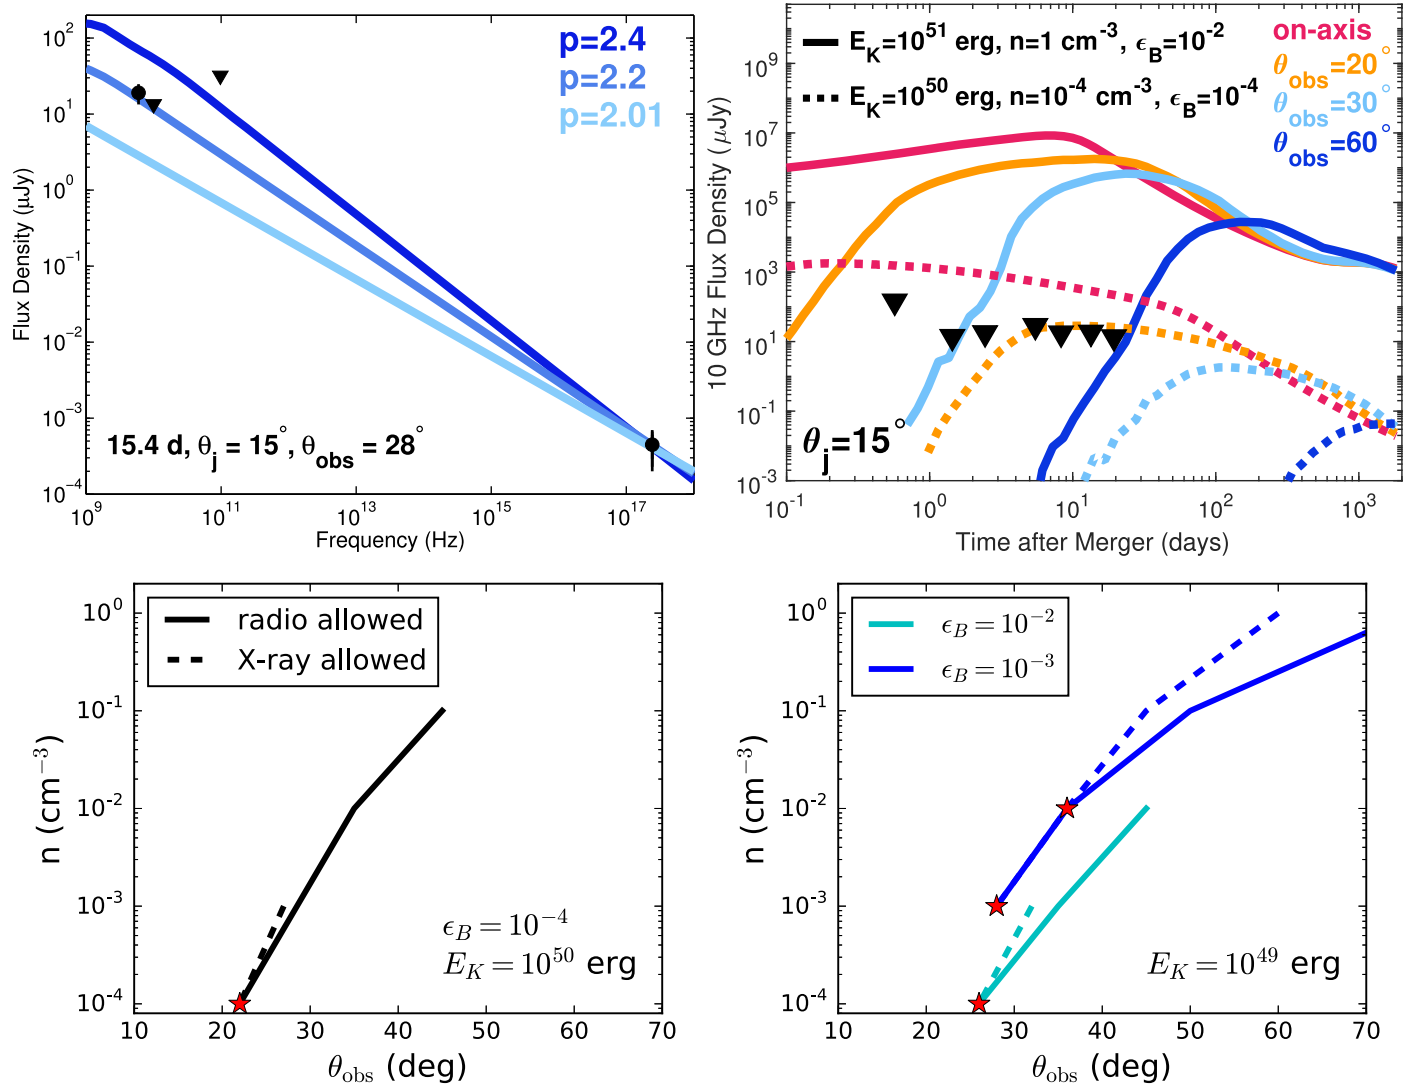 p=2.4
p=2.2
p=2.01
15.4 d, θ_j = 15°, θ_obs = 28°
Flux Density (μJy)
10^2
10^1
10^0
10^-1
10^-2
10^-3
10^-4
10^9
10^11
10^13
10^15
10^17
Frequency (Hz)
E_K=10^51 erg, n=1 cm^-3, ϵ_B=10^-2
E_K=10^50 erg, n=10^-4 cm^-3, ϵ_B=10^-4
on-axis
θ_obs=20°
θ_obs=30°
θ_obs=60°
θ_j=15°
10 GHz Flux Density (μJy)
10^9
10^7
10^5
10^3
10^1
10^-1
10^-3
10^-1
10^0
10^1
10^2
10^3
Time after Merger (days)
radio allowed
X-ray allowed
ϵ_B = 10^-4
E_K = 10^50 erg
n (cm^-3)
10^0
10^-1
10^-2
10^-3
10^-4
10
20
30
40
50
60
70
θ_obs (deg)
ϵ_B = 10^-2
ϵ_B = 10^-3
E_K = 10^49 erg
n (cm^-3)
10^0
10^-1
10^-2
10^-3
10^-4
10
20
30
40
50
60
70
θ_obs (deg)